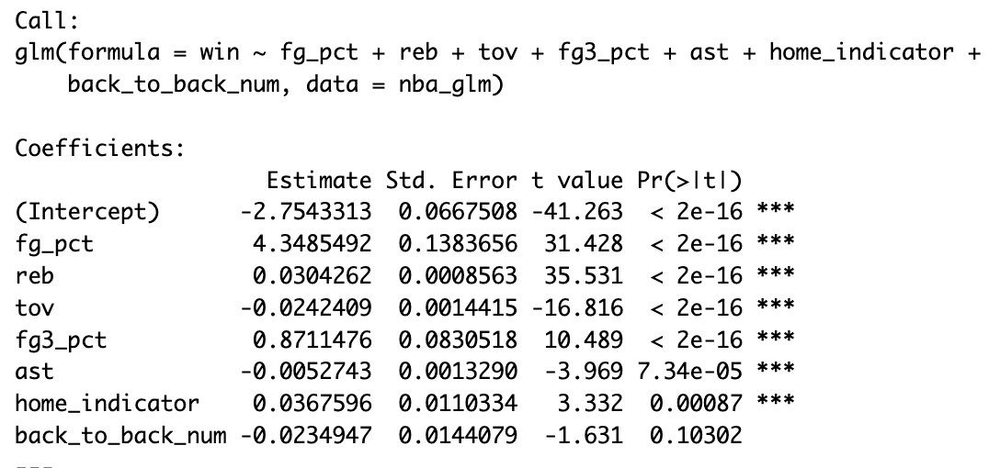 Call:
glm(formula = win ~ fg_pct + reb + tov + fg3_pct + ast + home_indicator +
    back_to_back_num, data = nba_glm)

Coefficients:
                   Estimate Std. Error t value Pr(>|t|)
(Intercept)      -2.7543313  0.0667508 -41.263  < 2e-16 ***
fg_pct            4.3485492  0.1383656  31.428  < 2e-16 ***
reb               0.0304262  0.0008563  35.531  < 2e-16 ***
tov              -0.0242409  0.0014415 -16.816  < 2e-16 ***
fg3_pct           0.8711476  0.0830518  10.489  < 2e-16 ***
ast              -0.0052743  0.0013290  -3.969 7.34e-05 ***
home_indicator    0.0367596  0.0110334   3.332  0.00087 ***
back_to_back_num -0.0234947  0.0144079  -1.631  0.10302
---